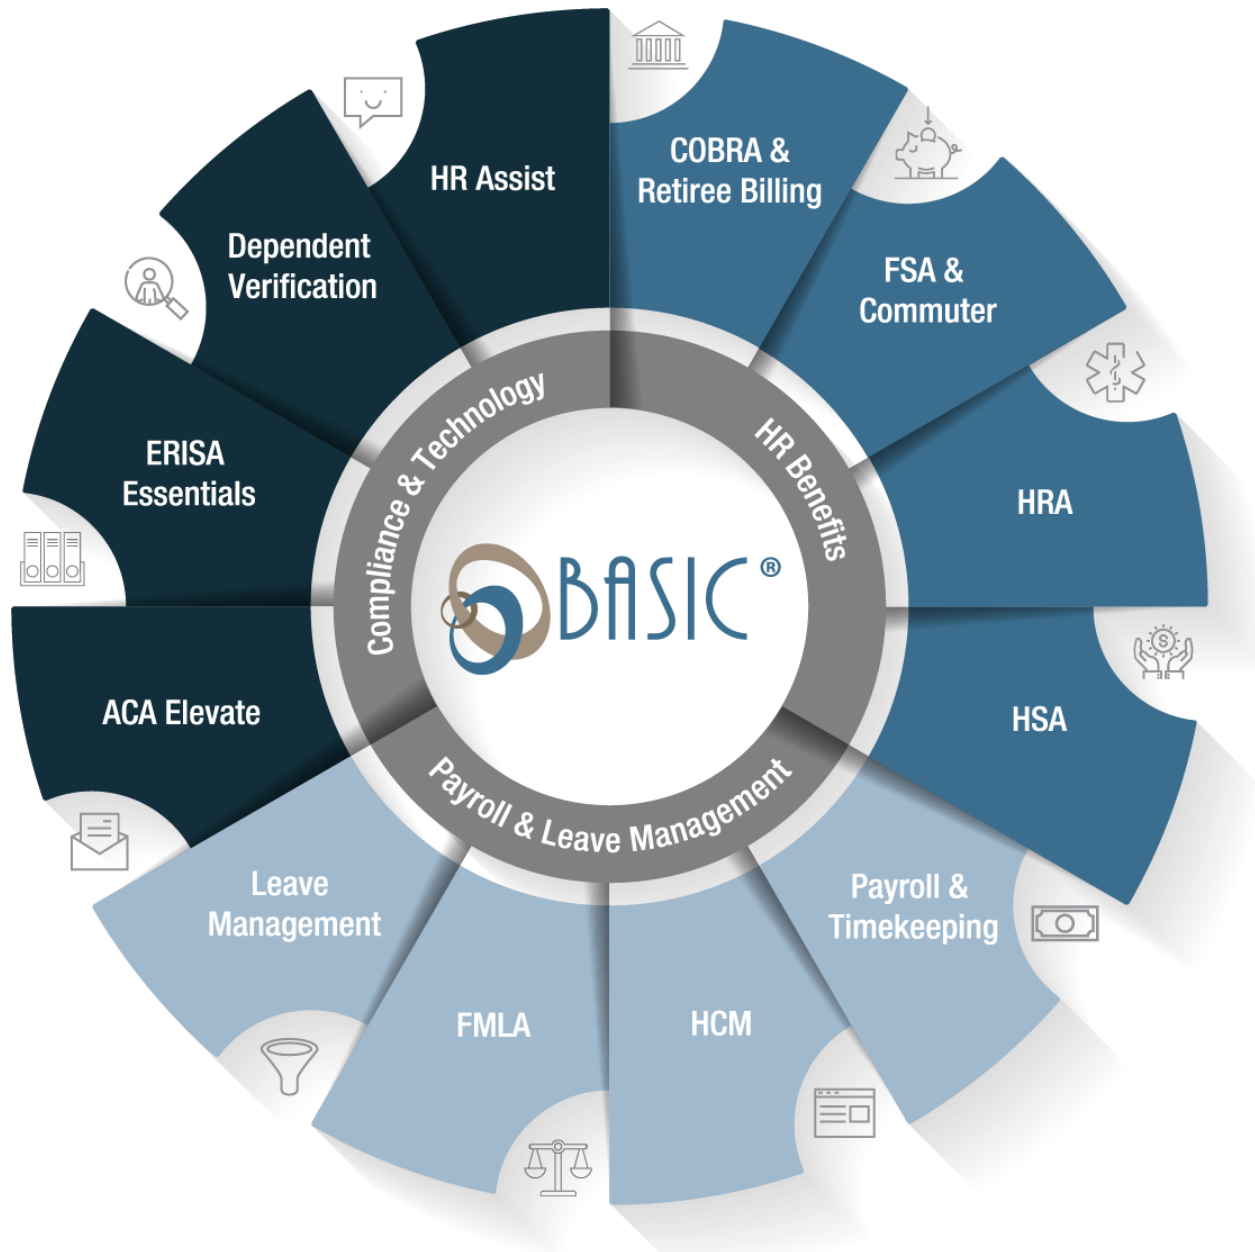 HR Assist
COBRA &
Retiree Billing
Dependent
Verification
FSA &
Commuter
ERISA
Essentials
HRA
ACA Elevate
HSA
Leave
Management
Payroll &
Timekeeping
FMLA
HCM
Compliance & Technology
HR Benefits
Payroll & Leave Management
BASIC®
S